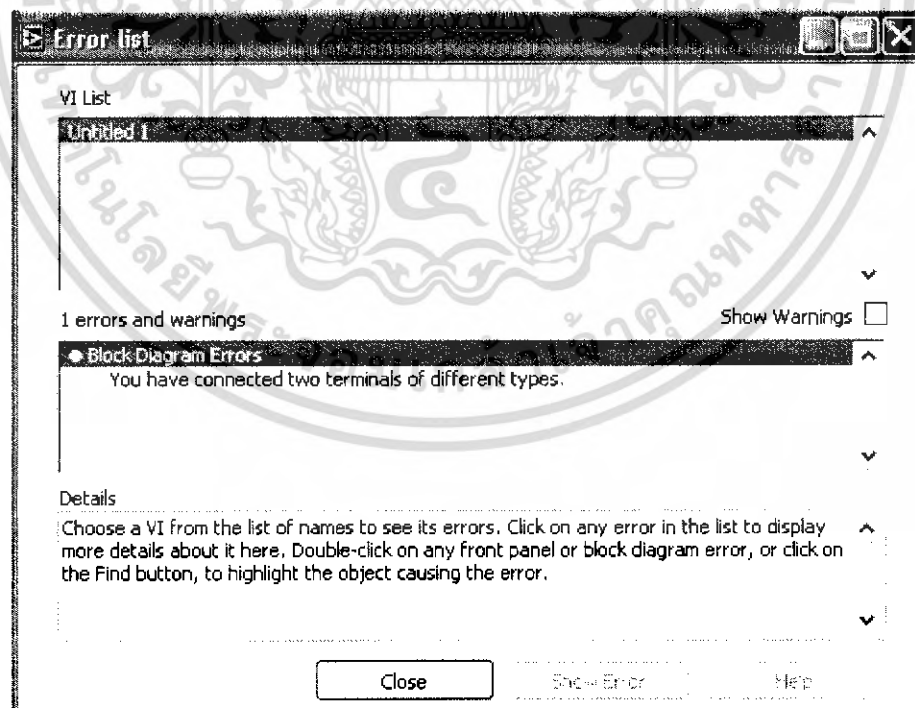 Error list
VI List
Untitled 1
1 errors and warnings
Show Warnings
Block Diagram Errors
You have connected two terminals of different types.
Details
Choose a VI from the list of names to see its errors. Click on any error in the list to display
more details about it here. Double-click on any front panel or block diagram error, or click on
the Find button, to highlight the object causing the error.
Close
Show Error
Help